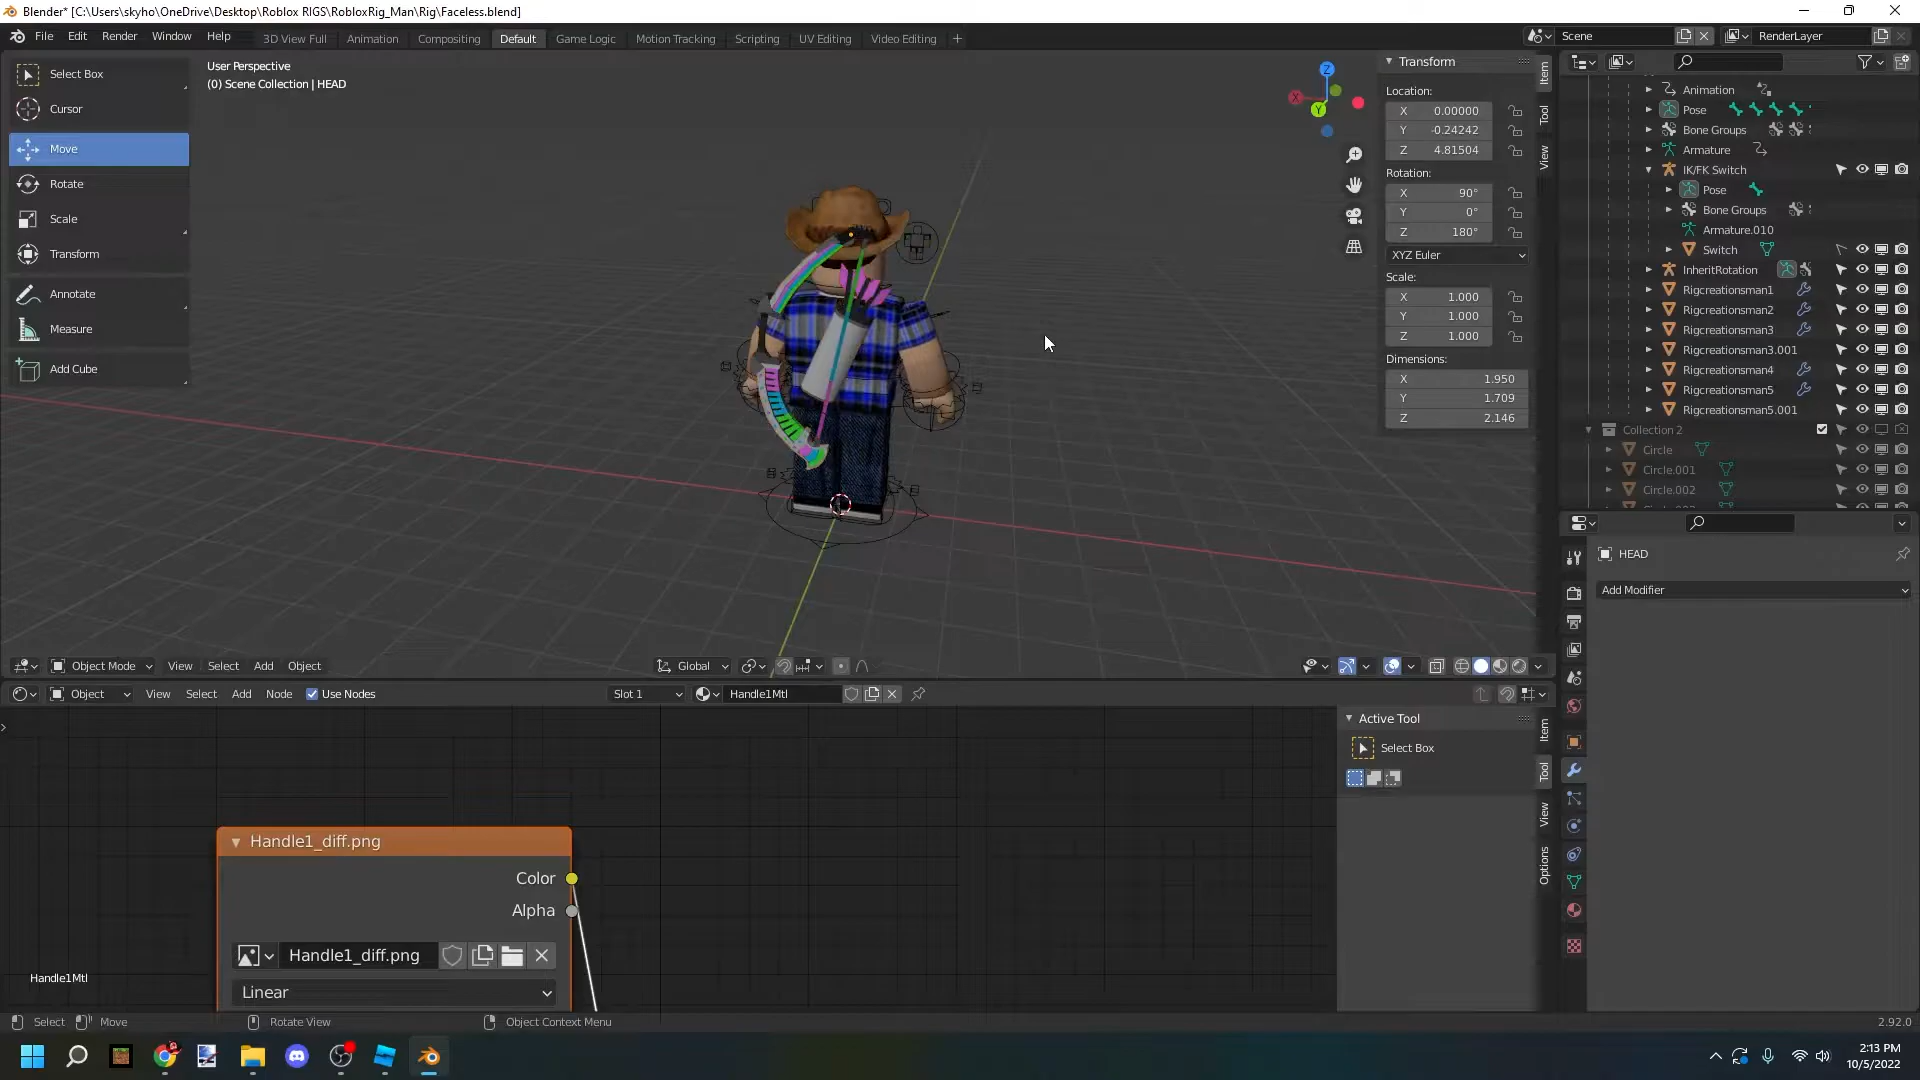 Blender* [C:\Users\skyho\OneDrive\Desktop\Roblox RIGS\RobloxRig_Man\Rig\Faceless.blend]
File Edit Render Window Help
3D View Full Animation Compositing Default Game Logic Motion Tracking Scripting UV Editing Video Editing +
Scene
RenderLayer
Select Box
Cursor
Move
Rotate
Scale
Transform
Annotate
Measure
Add Cube
User Perspective
(0) Scene Collection | HEAD
Z
X
Y
Transform
Location:
X 0.00000
Y -0.24242
Z 4.81504
Rotation:
X 90°
Y 0°
Z 180°
XYZ Euler
Scale:
X 1.000
Y 1.000
Z 1.000
Dimensions:
X 1.950
Y 1.709
Z 2.146
Item
Tool
View
Animation
Pose
Bone Groups
Armature
IK/FK Switch
Pose
Bone Groups
Armature.010
Switch
InheritRotation
Rigcreationsman1
Rigcreationsman2
Rigcreationsman3
Rigcreationsman3.001
Rigcreationsman4
Rigcreationsman5
Rigcreationsman5.001
Collection 2
Circle
Circle.001
Circle.002
HEAD
Add Modifier
Object Mode View Select Add Object
Global
Object View Select Add Node Use Nodes
Slot 1
Handle1Mtl
Active Tool
Select Box
Item
Tool
View
Options
Handle1_diff.png
Color
Alpha
Handle1_diff.png
Linear
Handle1Mtl
Select Move Rotate View Object Context Menu
2.92.0
2:13 PM
10/5/2022